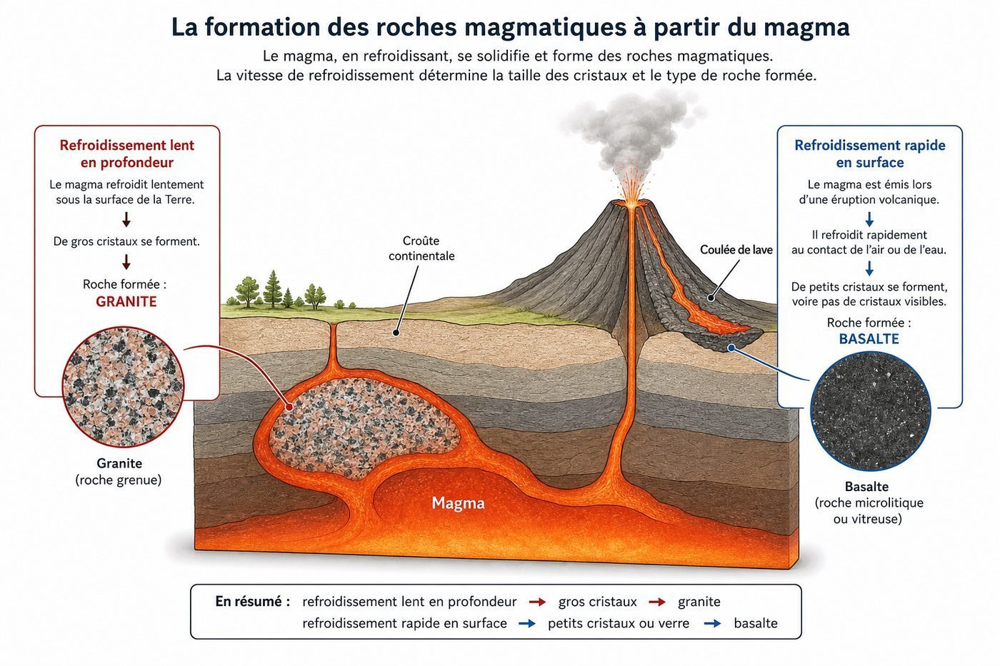 La formation des roches magmatiques à partir du magma
Le magma, en refroidissant, se solidifie et forme des roches magmatiques.
La vitesse de refroidissement détermine la taille des cristaux et le type de roche formée.
Refroidissement lent
en profondeur
Le magma refroidit lentement
sous la surface de la Terre.
De gros cristaux se forment.
Roche formée :
GRANITE
Granite
(roche grenue)
Croûte
continentale
Coulée de lave
Magma
Refroidissement rapide
en surface
Le magma est émis lors
d'une éruption volcanique.
Il refroidit rapidement
au contact de l'air ou de l'eau.
De petits cristaux se forment,
voire pas de cristaux visibles.
Roche formée :
BASALTE
Basalte
(roche microlitique
ou vitreuse)
En résumé : refroidissement lent en profondeur → gros cristaux → granite
refroidissement rapide en surface → petits cristaux ou verre → basalte